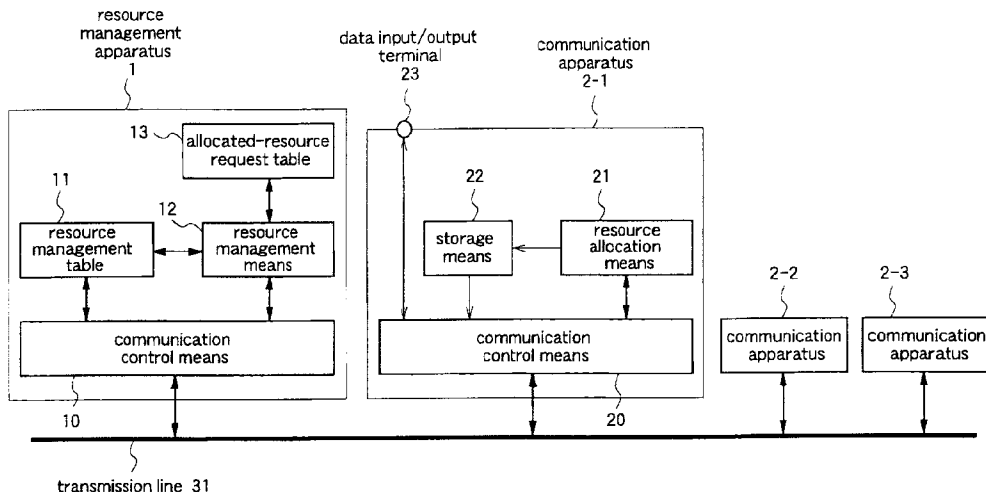 resource
management
apparatus
1
data input/output
terminal
23
communication
apparatus
2-1
13
allocated-resource
request table
11
12
22
21
resource
management
table
resource
management
means
storage
means
resource
allocation
means
2-2
2-3
communication
control means
communication
control means
communication
apparatus
communication
apparatus
10
20
transmission line 31